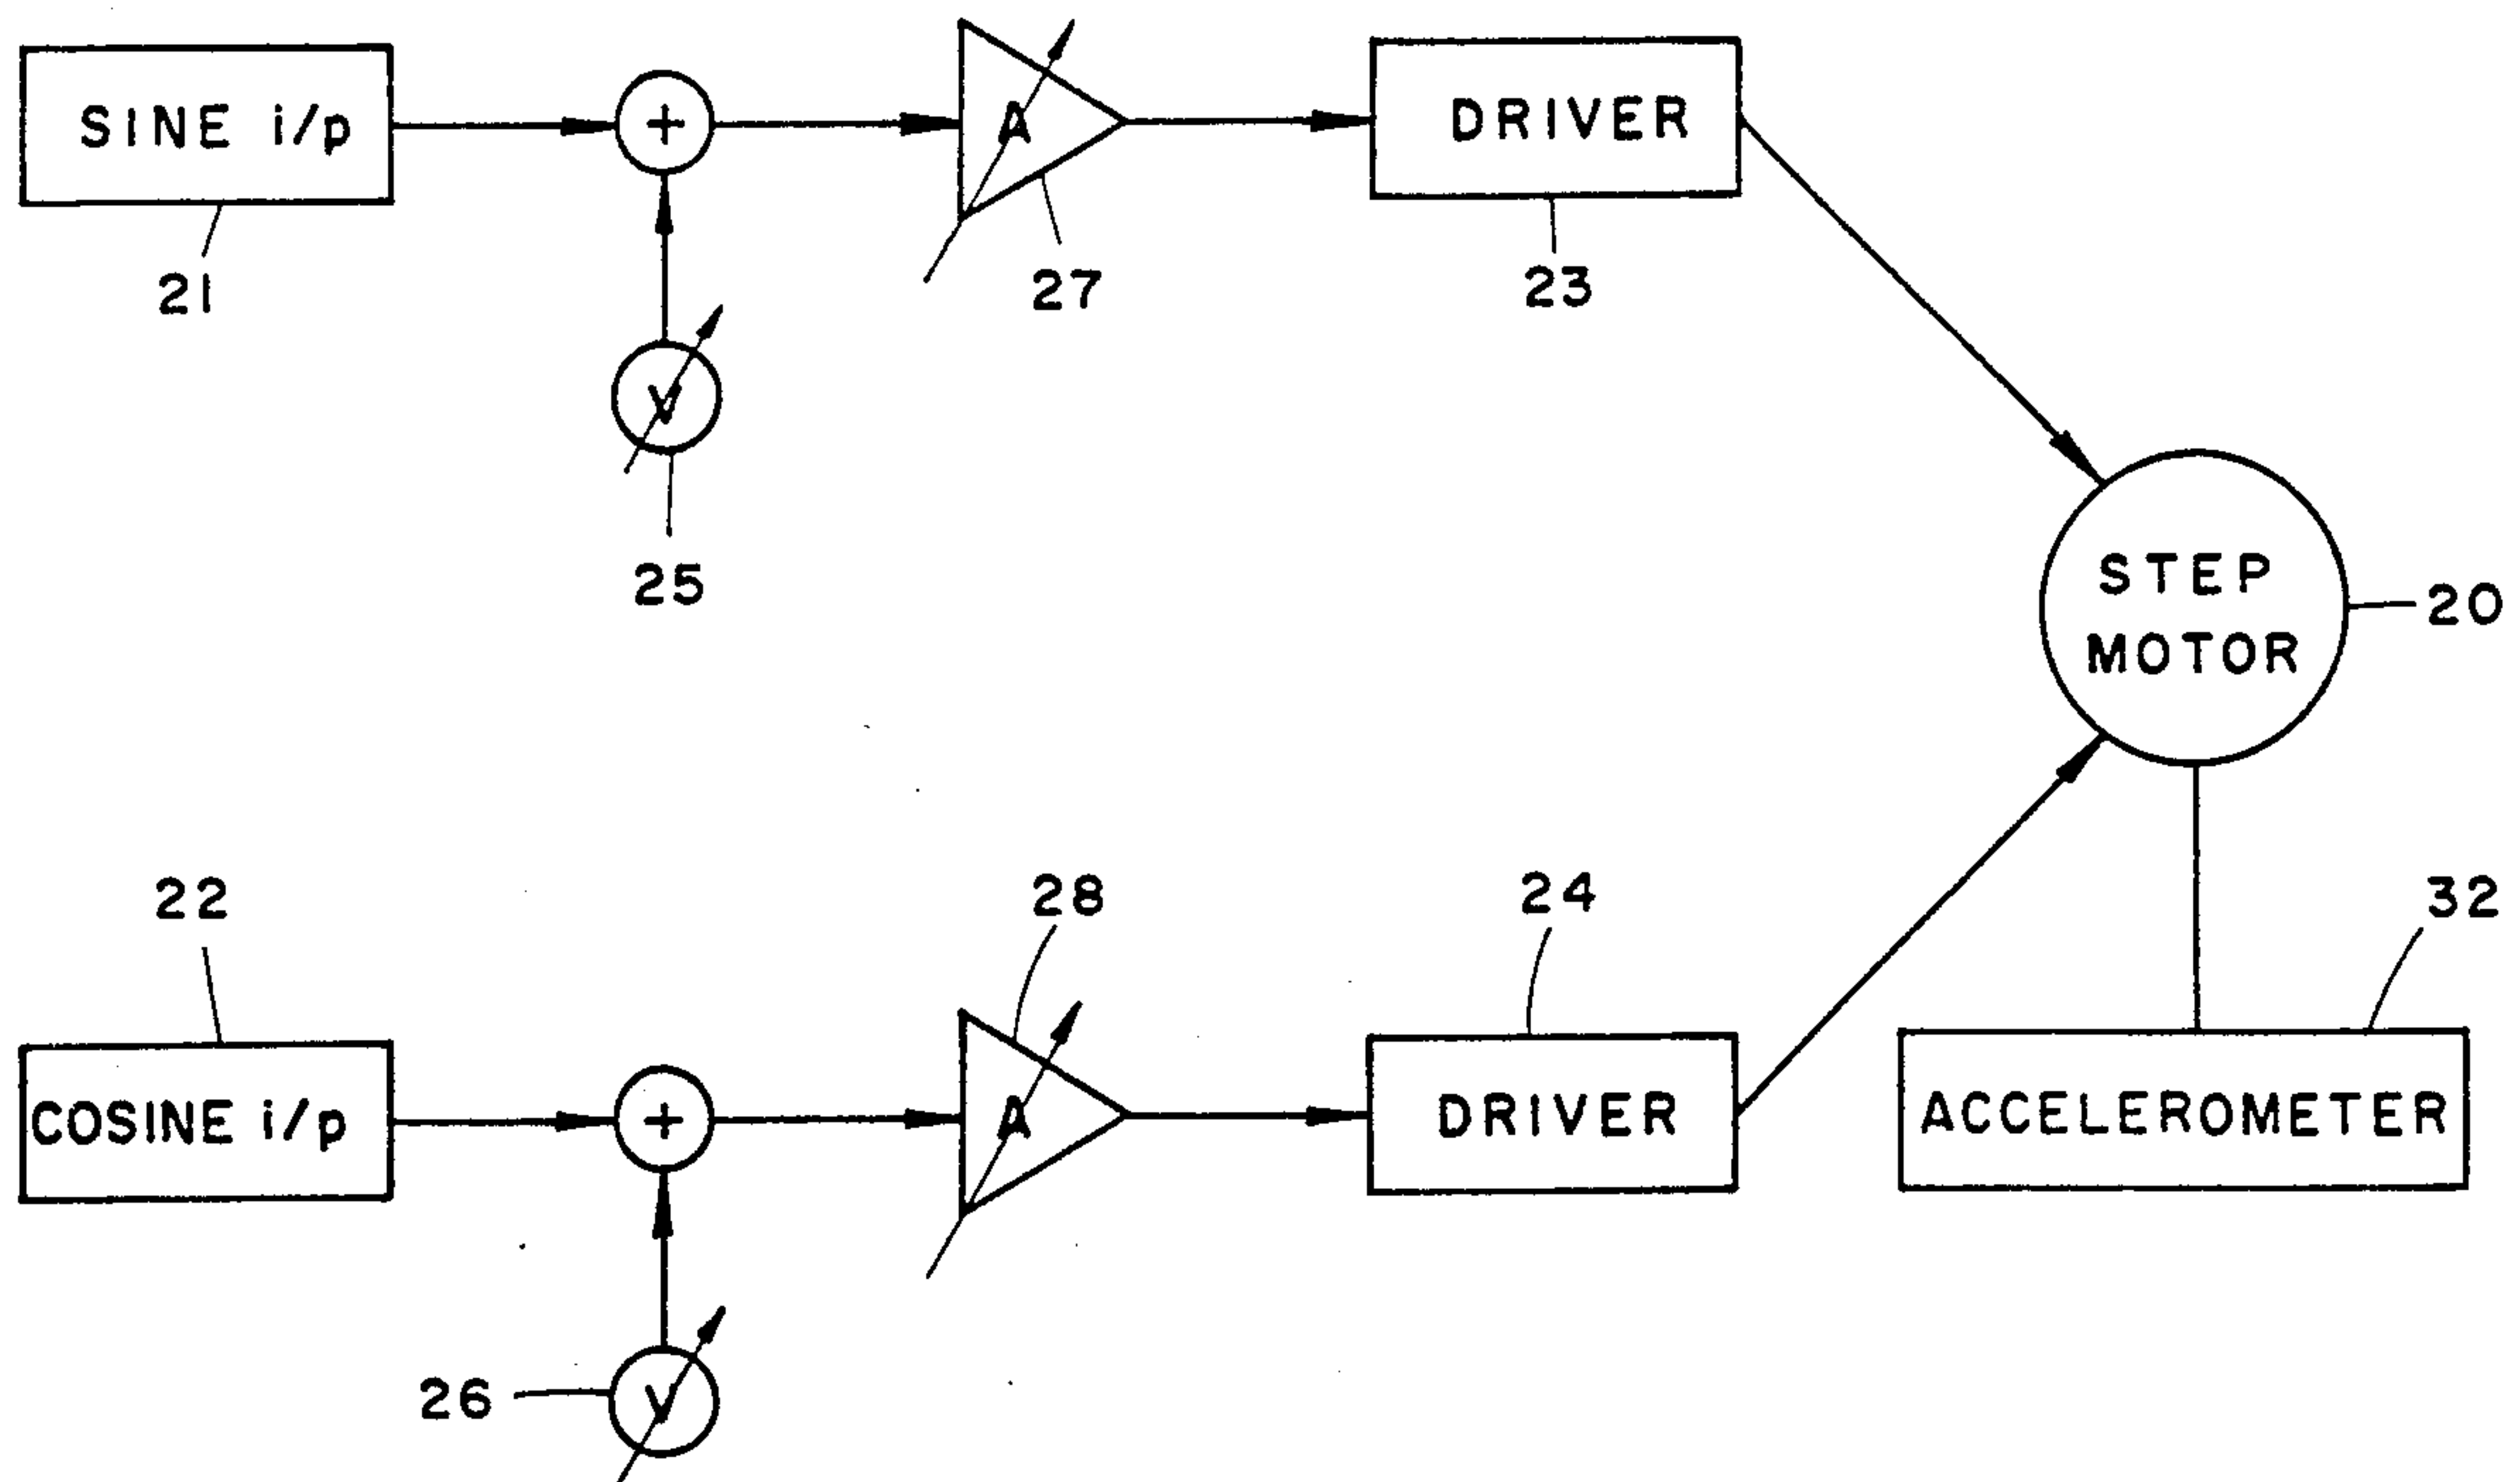 SINE i/p
+
A
DRIVER
21
27
23
V
25
STEP
MOTOR
20
22
28
24
32
COSINE i/p
+
A
DRIVER
ACCELEROMETER
26
V